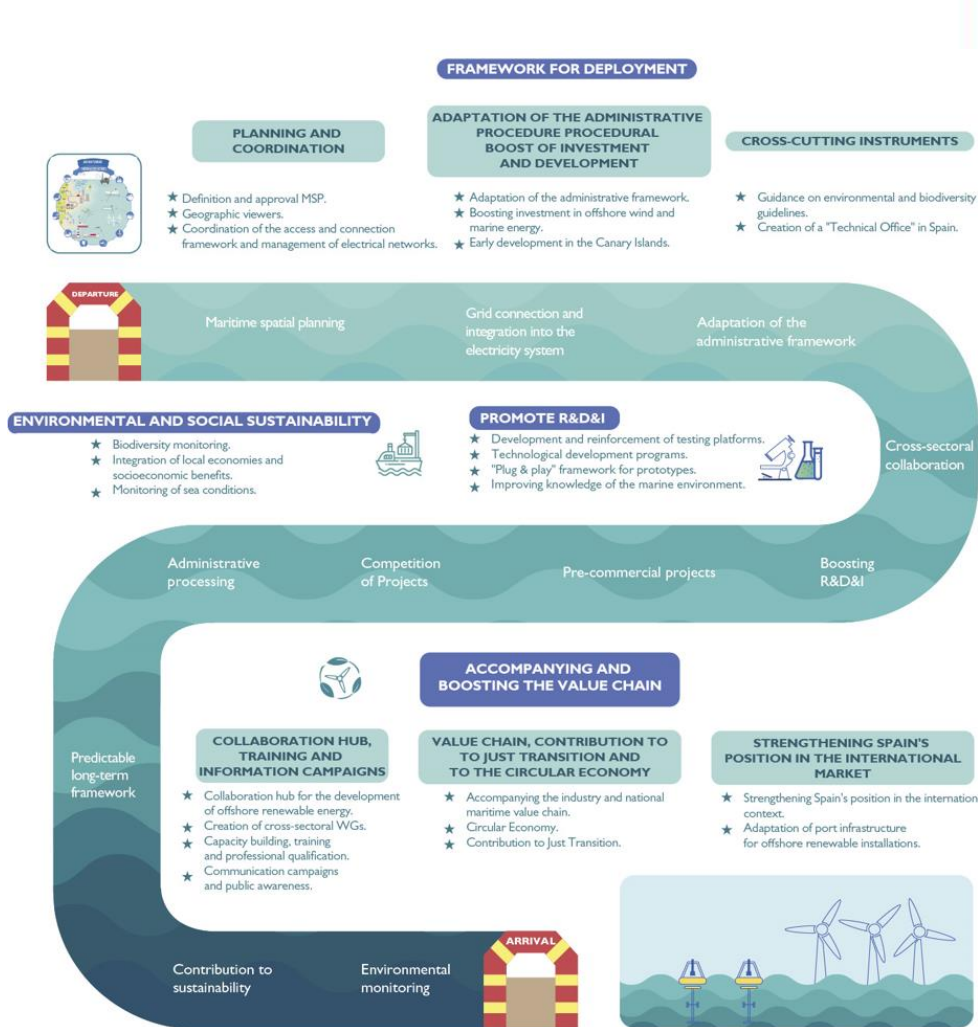 FRAMEWORK FOR DEPLOYMENT
PLANNING AND
COORDINATION
★ Definition and approval MSP.
★ Geographic viewers.
★ Coordination of the access and connection
framework and management of electrical networks.
ADAPTATION OF THE ADMINISTRATIVE
PROCEDURE PROCEDURAL
BOOST OF INVESTMENT
AND DEVELOPMENT
★ Adaptation of the administrative framework.
★ Boosting investment in offshore wind and
marine energy.
★ Early development in the Canary Islands.
CROSS-CUTTING INSTRUMENTS
★ Guidance on environmental and biodiversity
guidelines.
★ Creation of a "Technical Office" in Spain.
DEPARTURE
Maritime spatial planning
Grid connection and
integration into the
electricity system
Adaptation of the
administrative framework
ENVIRONMENTAL AND SOCIAL SUSTAINABILITY
★ Biodiversity monitoring.
★ Integration of local economies and
socioeconomic benefits.
★ Monitoring of sea conditions.
PROMOTE R&D&I
★ Development and reinforcement of testing platforms.
★ Technological development programs.
★ "Plug & play" framework for prototypes.
★ Improving knowledge of the marine environment.
Cross-sectoral
collaboration
Administrative
processing
Competition
of Projects
Pre-commercial projects
Boosting
R&D&I
ACCOMPANYING AND
BOOSTING THE VALUE CHAIN
Predictable
long-term
framework
COLLABORATION HUB,
TRAINING AND
INFORMATION CAMPAIGNS
★ Collaboration hub for the development
of offshore renewable energy.
★ Creation of cross-sectoral WGs.
★ Capacity building, training
and professional qualification.
★ Communication campaigns
and public awareness.
VALUE CHAIN, CONTRIBUTION TO
TO JUST TRANSITION AND
TO THE CIRCULAR ECONOMY
★ Accompanying the industry and national
maritime value chain.
★ Circular Economy.
★ Contribution to Just Transition.
STRENGTHENING SPAIN'S
POSITION IN THE INTERNATIONAL
MARKET
★ Strengthening Spain's position in the internation
context.
★ Adaptation of port infrastructure
for offshore renewable installations.
Contribution to
sustainability
Environmental
monitoring
ARRIVAL